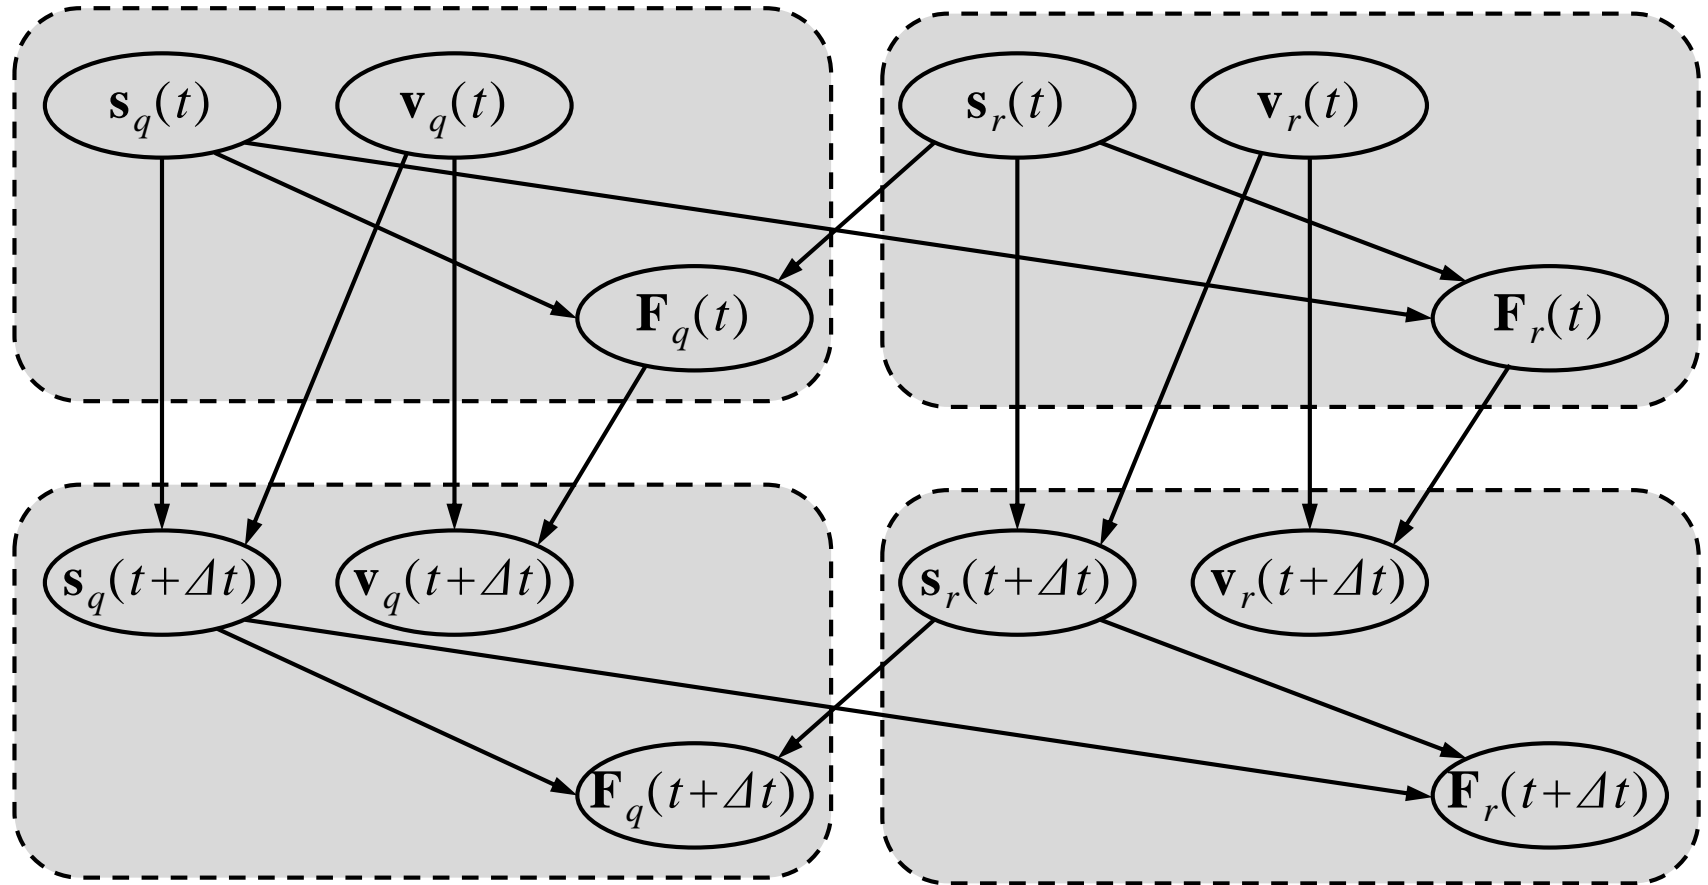 s_q(t) v_q(t) s_r(t) v_r(t)
F_q(t) F_r(t)
s_q(t+Δt) v_q(t+Δt) s_r(t+Δt) v_r(t+Δt)
F_q(t+Δt) F_r(t+Δt)